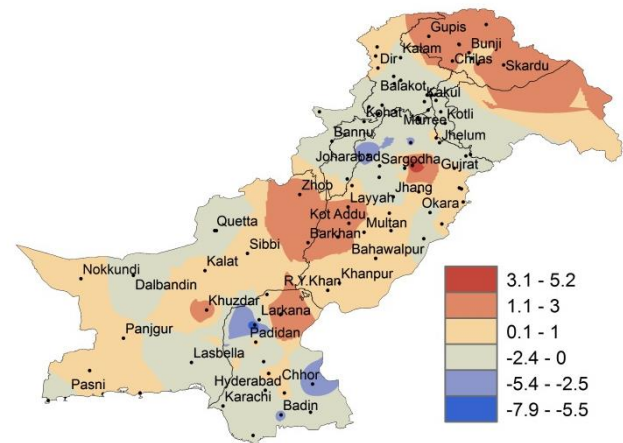 Gupis
Bunji
Kalam
Dir
Chilas
Skardu
Balakot
Kakul
Kohat
Murree
Kotli
Bannu
Jhelum
Joharabad
Sargodha
Gujrat
Zhob
Jhang
Layyah
Okara
Kot Addu
Quetta
Multan
Barkhan
Sibbi
Bahawalpur
Nokkundi
Kalat
Khanpur
R.Y.Khan
Dalbandin
Khuzdar
Larkana
Panjgur
Padidan
Lasbella
Pasni
Hyderabad
Chhor
Karachi
Badin
3.1 - 5.2
1.1 - 3
0.1 - 1
-2.4 - 0
-5.4 - -2.5
-7.9 - -5.5